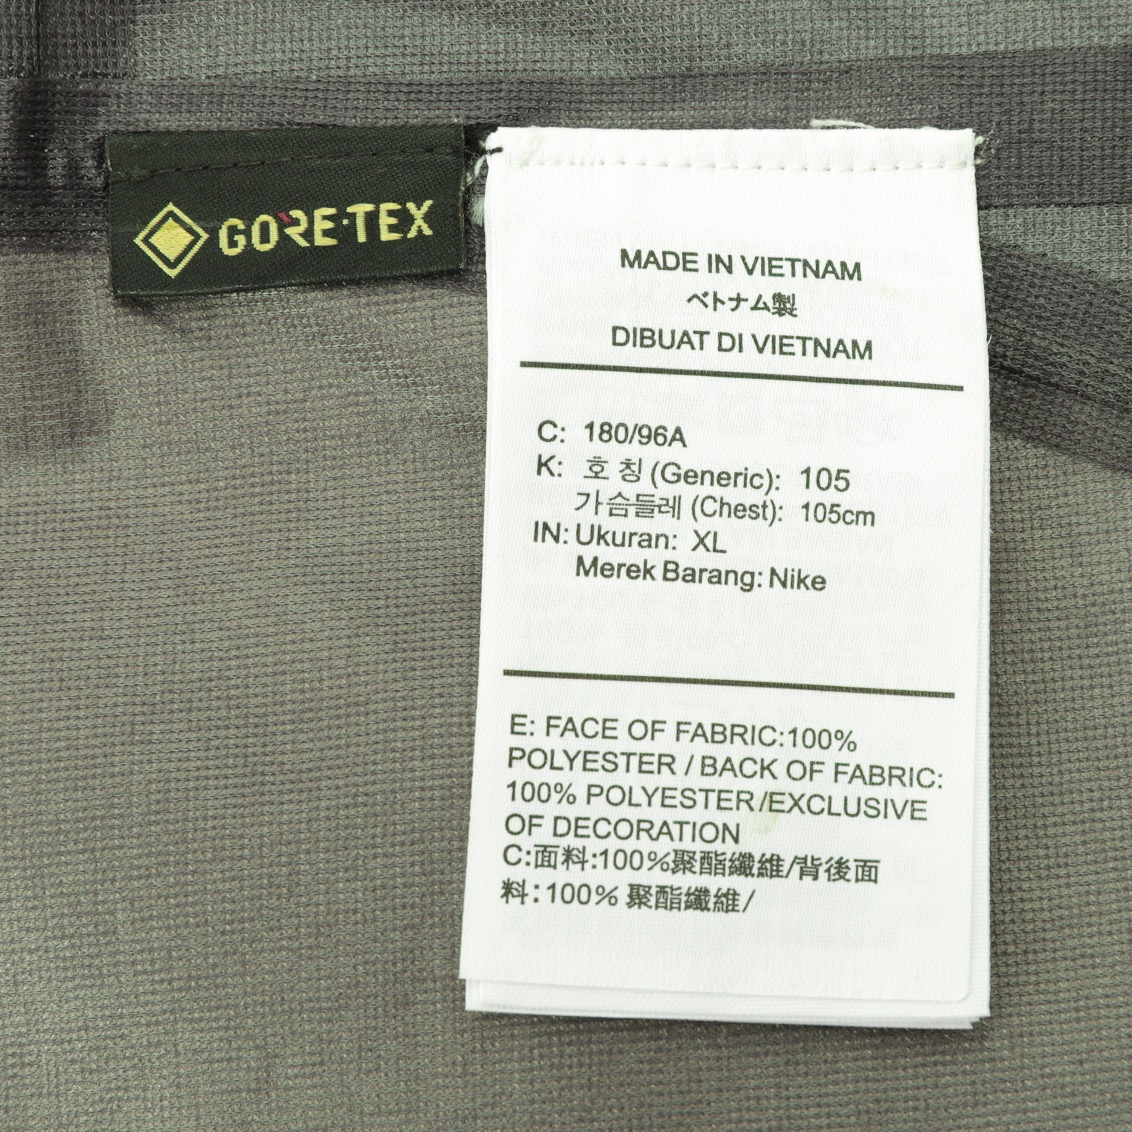 GORE-TEX
MADE IN VIETNAM
ベトナム製
DIBUAT DI VIETNAM
C: 180/96A
K: 호 칭 (Generic): 105
가슴둘레 (Chest): 105cm
IN: Ukuran: XL
Merek Barang: Nike
E: FACE OF FABRIC:100%
POLYESTER / BACK OF FABRIC:
100% POLYESTER/EXCLUSIVE
OF DECORATION
C:面料:100%聚酯纖維/背後面
料:100% 聚酯纖維/